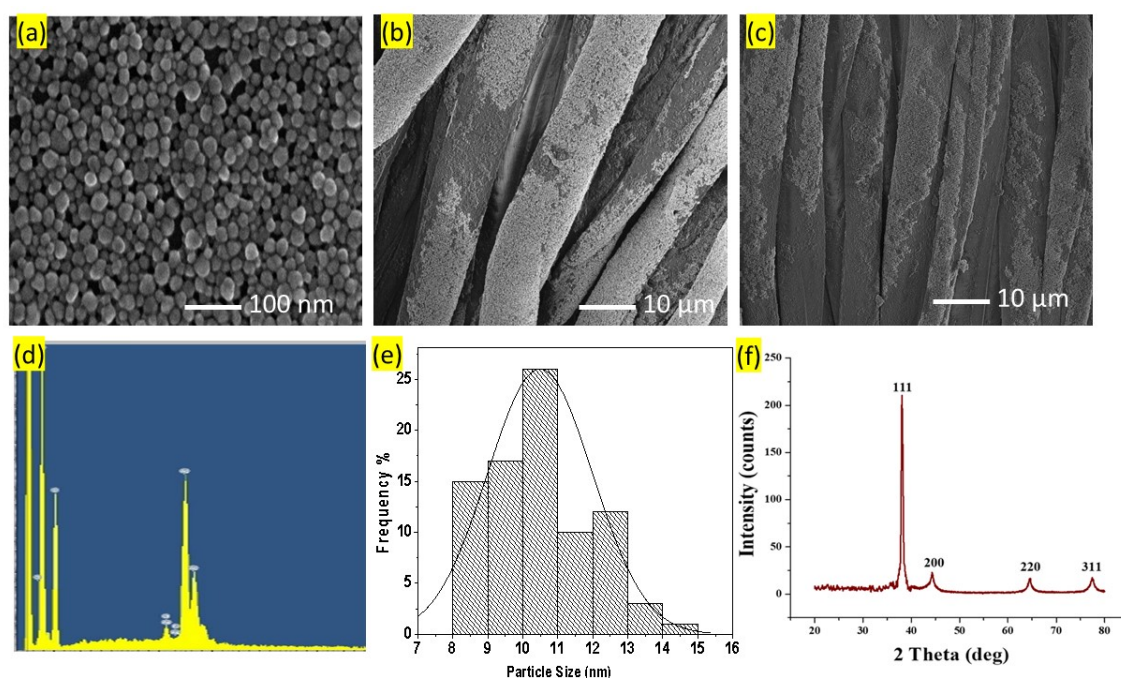 (a)
100 nm
(b)
10 µm
(c)
10 µm
(d)
(e)
Frequency %
25
20
15
10
5
0
7 8 9 10 11 12 13 14 15 16
Particle Size (nm)
(f)
Intensity (counts)
250
200
150
100
50
0
111
200
220
311
20 30 40 50 60 70 80
2 Theta (deg)